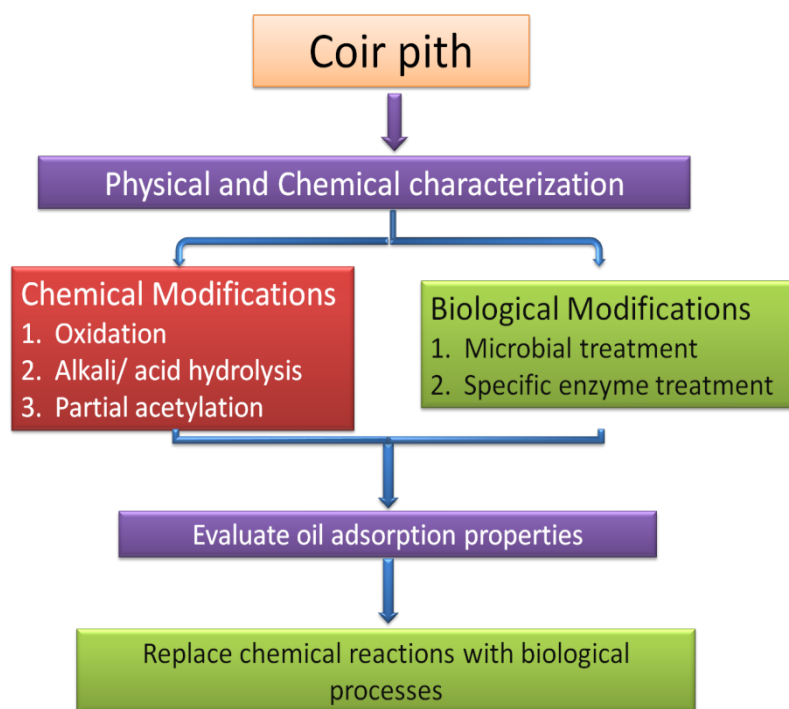 Coir pith
Physical and Chemical characterization
Chemical Modifications
1. Oxidation
2. Alkali/ acid hydrolysis
3. Partial acetylation
Biological Modifications
1. Microbial treatment
2. Specific enzyme treatment
Evaluate oil adsorption properties
Replace chemical reactions with biological
processes